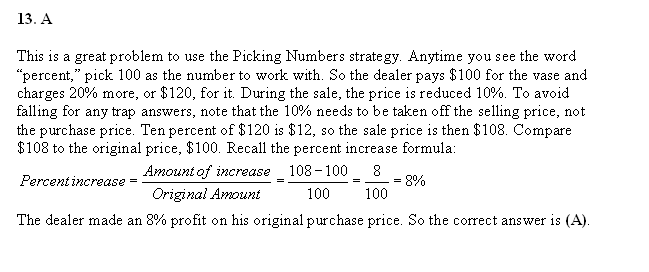 13. A
This is a great problem to use the Picking Numbers strategy. Anytime you see the word
“percent,” pick 100 as the number to work with. So the dealer pays $100 for the vase and
charges 20% more, or $120, for it. During the sale, the price is reduced 10%. To avoid
falling for any trap answers, note that the 10% needs to be taken off the selling price, not
the purchase price. Ten percent of $120 is $12, so the sale price is then $108. Compare
$108 to the original price, $100. Recall the percent increase formula:
Percent increase = Amount of increase / Original Amount = 108 – 100 / 100 = 8 / 100 = 8%
The dealer made an 8% profit on his original purchase price. So the correct answer is (A).